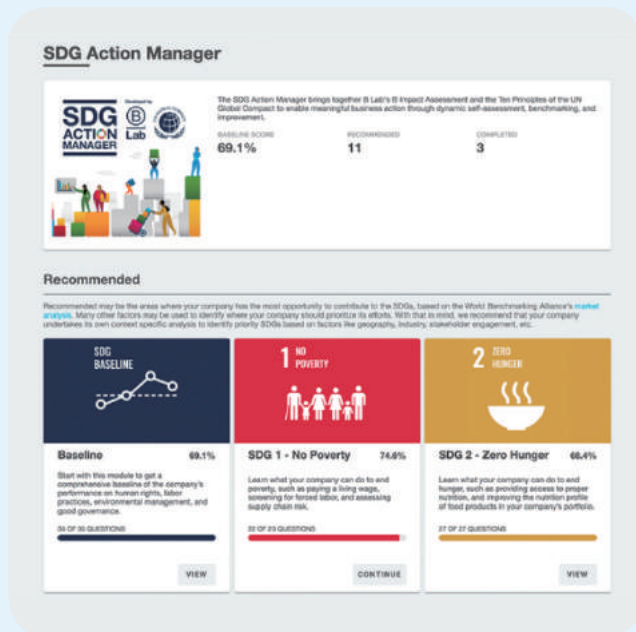 SDG Action Manager
SDG
ACTION
MANAGER
Developed by
B
Lab
The SDG Action Manager brings together B Lab's B Impact Assessment and the Ten Principles of the UN
Global Compact to enable meaningful business action through dynamic self-assessment, benchmarking, and
improvement.
BASELINE SCORE RECOMMENDED COMPLETED
69.1% 11 3
Recommended
Recommended may be the areas where your company has the most opportunity to contribute to the SDGs, based on the World Benchmarking Alliance's market
analysis. Many other factors may be used to identify where your company should prioritize its efforts. With that in mind, we recommend that your company
undertakes its own context specific analysis to identify priority SDGs based on factors like geography, industry, stakeholder engagement, etc.
SDG
BASELINE
Baseline 69.1%
Start with this module to get a
comprehensive baseline of the company's
performance on human rights, labor
practices, environmental management, and
good governance.
OF QUESTIONS
VIEW
1 NO
POVERTY
SDG 1 - No Poverty 74.6%
Learn what your company can do to end
poverty, such as paying a living wage,
screening for forced labor, and assessing
supply chain risk.
22 OF 23 QUESTIONS
CONTINUE
2 ZERO
HUNGER
SDG 2 - Zero Hunger 68.4%
Learn what your company can do to end
hunger, such as providing access to proper
nutrition, and improving the nutrition profile
of food products in your company's portfolio.
27 OF 27 QUESTIONS
VIEW